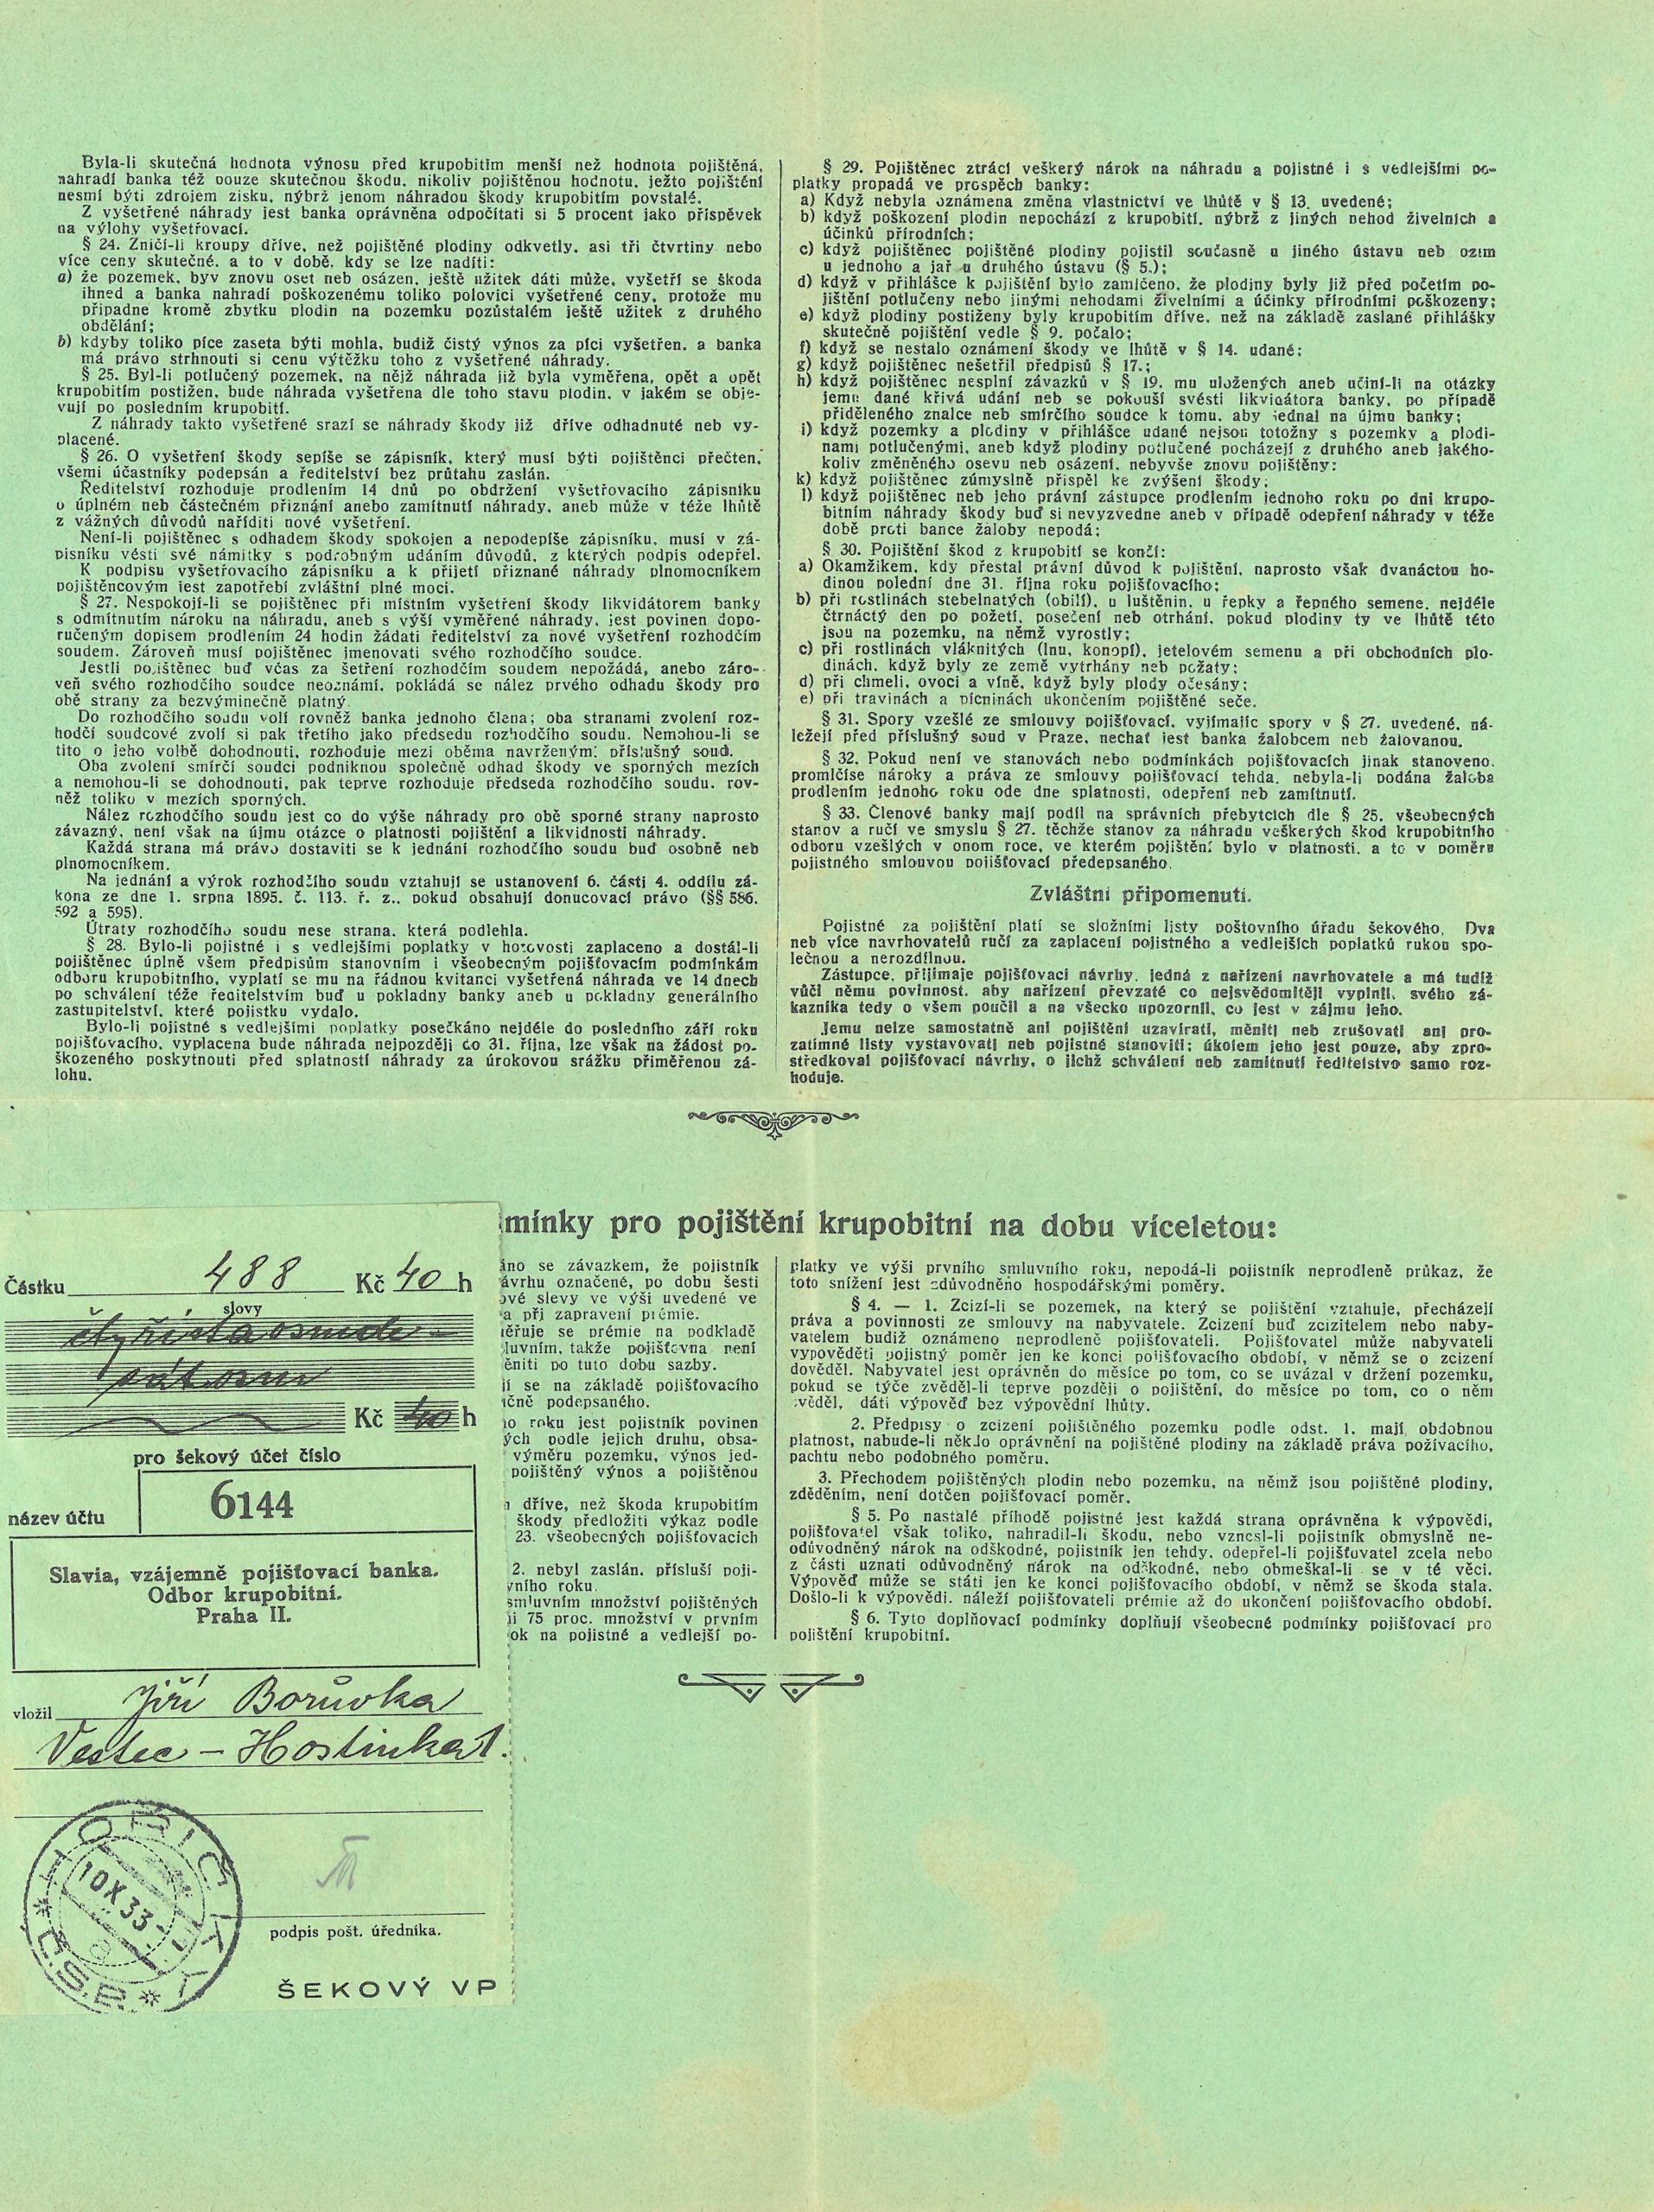 Byla-li skutečná hodnota výnosu před krupobitím menší než hodnota pojištěná,
nahradí banka též pouze skutečnou škodu, nikoliv pojištěnou hodnotu, ježto pojištění
nesmí býti zdrojem zisku, nýbrž jenom náhradou škody krupobitím povstalé.
Z vyšetřené náhrady jest banka oprávněna odpočítati si 5 procent jako příspěvek
na výlohy vyšetřovací.
§ 24. Zničí-li kroupy dříve, než pojištěné plodiny odkvetly, asi tři čtvrtiny nebo
více ceny skutečné, a to v době, kdy se lze nadíti:
a) že pozemek, byv znovu oset neb osázen, ještě užitek dáti může, vyšetří se škoda
ihned a banka nahradí poškozenému toliko polovici vyšetřené ceny, protože mu
připadne kromě zbytku plodin na pozemku pozůstalém ještě užitek z druhého
obdělání;
b) kdyby toliko píce zaseta býti mohla, budiž čistý výnos za píci vyšetřen, a banka
má právo strhnouti si cenu výtěžku toho z vyšetřené náhrady.
§ 25. Byl-li potlučený pozemek, na nějž náhrada již byla vyměřena, opět a opět
krupobitím postižen, bude náhrada vyšetřena dle toho stavu plodin, v jakém se obje-
vují po posledním krupobití.
Z náhrady takto vyšetřené srazí se náhrady škody již dříve odhadnuté neb vy-
placené.
§ 26. O vyšetření škody sepíše se zápisník, který musí býti pojištěnci přečten,
všemi účastníky podepsán a ředitelství bez průtahu zaslán.
Ředitelství rozhoduje prodlením 14 dnů po obdržení vyšetřovacího zápisníku
o úplném neb částečném přiznání anebo zamítnutí náhrady, aneb může v téže lhůtě
z vážných důvodů naříditi nové vyšetření.
Není-li pojištěnec s odhadem škody spokojen a nepodepíše zápisníku, musí v zá-
pisníku vésti své námitky s podrobným udáním důvodů, z kterých podpis odepřel.
K podpisu vyšetřovacího zápisníku a k přijetí přiznané náhrady plnomocníkem
pojištěncovým jest zapotřebí zvláštní plné moci.
§ 27. Nespokojí-li se pojištěnec při místním vyšetření škody likvidátorem banky
s odmítnutím nároku na náhradu, aneb s výší vyměřené náhrady, jest povinen dopo-
ručeným dopisem prodlením 24 hodin žádati ředitelství za nové vyšetření rozhodčím
soudem. Zároveň musí pojištěnec jmenovati svého rozhodčího soudce.
Jestli pojištěnec buď včas za šetření rozhodčím soudem nepožádá, anebo záro-
veň svého rozhodčího soudce neoznámí, pokládá se nález prvého odhadu škody pro
obě strany za bezvýminečně platný.
Do rozhodčího soudu volí rovněž banka jednoho člena; oba stranami zvolení roz-
hodčí soudcové zvolí si pak třetího jako předsedu rozhodčího soudu. Nemohou-li se
tito o jeho volbě dohodnouti, rozhoduje mezi oběma navrženými příslušný soud.
Oba zvolení smírčí soudci podniknou společně odhad škody ve sporných mezích
a nemohou-li se dohodnouti, pak teprve rozhoduje předseda rozhodčího soudu, rov-
něž toliko v mezích sporných.
Nález rozhodčího soudu jest co do výše náhrady pro obě sporné strany naprosto
závazný, není však na újmu otázce o platnosti pojištění a likvidnosti náhrady.
Každá strana má právo dostaviti se k jednání rozhodčího soudu buď osobně neb
plnomocníkem.
Na jednání a výrok rozhodčího soudu vztahují se ustanovení 6. části 4. oddílu zá-
kona ze dne 1. srpna 1895, č. 113. ř. z., pokud obsahují donucovací právo (§§ 586,
592 a 595).
Útraty rozhodčího soudu nese strana, která podlehla.
§ 28. Bylo-li pojistné i s vedlejšími poplatky v hotovosti zaplaceno a dostál-li
pojištěnec úplně všem předpisům stanovním i všeobecným pojišťovacím podmínkám
odboru krupobitního, vyplatí se mu na řádnou kvitanci vyšetřená náhrada ve 14 dnech
po schválení téže ředitelstvím buď u pokladny banky aneb u pokladny generálního
zastupitelství, které pojistku vydalo.
Bylo-li pojistné s vedlejšími poplatky posečkáno nejdéle do posledního září roku
pojišťovacího, vyplacena bude náhrada nejpozději do 31. října, lze však na žádost po-
škozeného poskytnouti před splatností náhrady za úrokovou srážku přiměřenou zá-
lohu.
§ 29. Pojištěnec ztrácí veškerý nárok na náhradu a pojistné i s vedlejšími po-
platky propadá ve prospěch banky:
a) Když nebyla oznámena změna vlastnictví ve lhůtě v § 13. uvedené;
b) když poškození plodin nepochází z krupobití, nýbrž z jiných nehod živelních a
účinků přírodních;
c) když pojištěnec pojištěné plodiny pojistil současně u jiného ústavu neb ozim
u jednoho a jař u druhého ústavu (§ 5.);
d) když v přihlášce k pojištění bylo zamlčeno, že plodiny byly již před početím po-
jištění potlučeny nebo jinými nehodami živelními a účinky přírodními poškozeny;
e) když plodiny postiženy byly krupobitím dříve, než na základě zaslané přihlášky
skutečně pojištění vedle § 9. počalo;
f) když se nestalo oznámení škody ve lhůtě v § 14. udané;
g) když pojištěnec nešetřil předpisů § 17.;
h) když pojištěnec nesplní závazků v § 19. mu uložených aneb učiní-li na otázky
jemu dané křivá udání neb se pokouší svésti likvidátora banky, po případě
přiděleného znalce neb smírčího soudce k tomu, aby jednal na újmu banky;
i) když pozemky a plodiny v přihlášce udané nejsou totožny s pozemky a plodi-
nami potlučenými, aneb když plodiny potlučené pocházejí z druhého aneb jakého-
koliv změněného osevu neb osázení, nebyvše znovu pojištěny:
k) když pojištěnec zúmyslně přispěl ke zvýšení škody;
l) když pojištěnec neb jeho právní zástupce prodlením jednoho roku po dni krupo-
bitním náhrady škody buď si nevyzvedne aneb v případě odepření náhrady v téže
době proti bance žaloby nepodá;
§ 30. Pojištění škod z krupobití se končí:
a) Okamžikem, kdy přestal právní důvod k pojištění, naprosto však dvanáctou ho-
dinou polední dne 31. října roku pojišťovacího;
b) při rostlinách stebelnatých (obilí), u luštěnin, u řepky a řepného semene, nejdéle
čtrnáctý den po požetí, posečení neb otrhání, pokud plodiny ty ve lhůtě této
jsou na pozemku, na němž vyrostly;
c) při rostlinách vláknitých (lnu, konopí), jetelovém semenu a při obchodních plo-
dinách, když byly ze země vytrhány neb požaty;
d) při chmeli, ovoci a víně, když byly plody očesány;
e) při travinách a pícninách ukončením pojištěné seče.
§ 31. Spory vzešlé ze smlouvy pojišťovací, vyjímajíc spory v § 27. uvedené, ná-
ležejí před příslušný soud v Praze, nechať jest banka žalobcem neb žalovanou.
§ 32. Pokud není ve stanovách nebo podmínkách pojišťovacích jinak stanoveno,
promlčíse nároky a práva ze smlouvy pojišťovací tehda, nebyla-li podána žaloba
prodlením jednoho roku ode dne splatnosti, odepření neb zamítnutí.
§ 33. Členové banky mají podíl na správních přebytcích dle § 25. všeobecných
stanov a ručí ve smyslu § 27. těchže stanov za náhradu veškerých škod krupobitního
odboru vzešlých v onom roce, ve kterém pojištění bylo v platnosti, a to v poměru
pojistného smlouvou pojišťovací předepsaného.
Zvláštní připomenutí.
Pojistné za pojištění platí se složními listy poštovního úřadu šekového. Dva
neb více navrhovatelů ručí za zaplacení pojistného a vedlejších poplatků rukou spo-
lečnou a nerozdílnou.
Zástupce, přijímaje pojišťovací návrhy, jedná z nařízení navrhovatele a má tudíž
vůči němu povinnost, aby nařízení převzaté co nejsvědomitěji vyplnil, svého zá-
kazníka tedy o všem poučil a na všecko upozornil, co jest v zájmu jeho.
Jemu nelze samostatně ani pojištění uzavírati, měniti neb zrušovati ani pro-
zatímné listy vystavovati neb pojistné stanoviti; úkolem jeho jest pouze, aby zpro-
středkoval pojišťovací návrhy, o jichž schválení neb zamítnutí ředitelstvo samo roz-
hoduje.
mínky pro pojištění krupobitní na dobu víceletou:
áno se závazkem, že pojistník
ávrhu označené, po dobu šesti
ové slevy ve výši uvedené ve
a při zapravení prémie.
ěřuje se prémie na podkladě
luvním, takže pojišťovna není
ěniti po tuto dobu sazby.
jí se na základě pojišťovacího
ičně podepsaného.
o roku jest pojistník povinen
ých podle jejich druhu, obsa-
výměru pozemku, výnos jed-
pojištěný výnos a pojištěnou
dříve, než škoda krupobitím
škody předložiti výkaz podle
23. všeobecných pojišťovacích
2. nebyl zaslán, přísluší poji-
vního roku.
smluvním množství pojištěných
li 75 proc. množství v prvním
ok na pojistné a vedlejší po-
platky ve výši prvního smluvního roku, nepodá-li pojistník neprodleně průkaz, že
toto snížení jest zdůvodněno hospodářskými poměry.
§ 4. — 1. Zcizí-li se pozemek, na který se pojištění vztahuje, přecházejí
práva a povinnosti ze smlouvy na nabyvatele. Zcizení buď zcizitelem nebo naby-
vatelem budiž oznámeno neprodleně pojišťovateli. Pojišťovatel může nabyvateli
vypověděti pojistný poměr jen ke konci pojišťovacího období, v němž se o zcizení
dověděl. Nabyvatel jest oprávněn do měsíce po tom, co se uvázal v držení pozemku,
pokud se týče zvěděl-li teprve později o pojištění, do měsíce po tom, co o něm
zvěděl, dáti výpověď bez výpovědní lhůty.
2. Předpisy o zcizení pojištěného pozemku podle odst. 1. mají obdobnou
platnost, nabude-li někdo oprávnění na pojištěné plodiny na základě práva požívacího,
pachtu nebo podobného poměru.
3. Přechodem pojištěných plodin nebo pozemku, na němž jsou pojištěné plodiny,
zděděním, není dotčen pojišťovací poměr.
§ 5. Po nastalé příhodě pojistné jest každá strana oprávněna k výpovědi,
pojišťovatel však toliko, nahradil-li škodu, nebo vznesl-li pojistník obmyslně ne-
odůvodněný nárok na odškodné, pojistník jen tehdy, odepřel-li pojišťovatel zcela nebo
z části uznati odůvodněný nárok na odškodné, nebo obmeškal-li se v té věci.
Výpověď může se státi jen ke konci pojišťovacího období, v němž se škoda stala.
Došlo-li k výpovědi, náleží pojišťovateli prémie až do ukončení pojišťovacího období.
§ 6. Tyto doplňovací podmínky doplňují všeobecné podmínky pojišťovací pro
pojištění krupobitní.
Částku 488 Kč 40 h
slovy
čtyřistaosmde-
sátosm
Kč 40 h
pro šekový účet číslo
6144
název účtu
Slavia, vzájemně pojišťovací banka.
Odbor krupobitní.
Praha II.
vložil Jiří Borůvka
Vestec – Hostinka 1.
HOŘIČKY
10 X 33
Č.S.R.
podpis pošt. úředníka.
ŠEKOVÝ VP